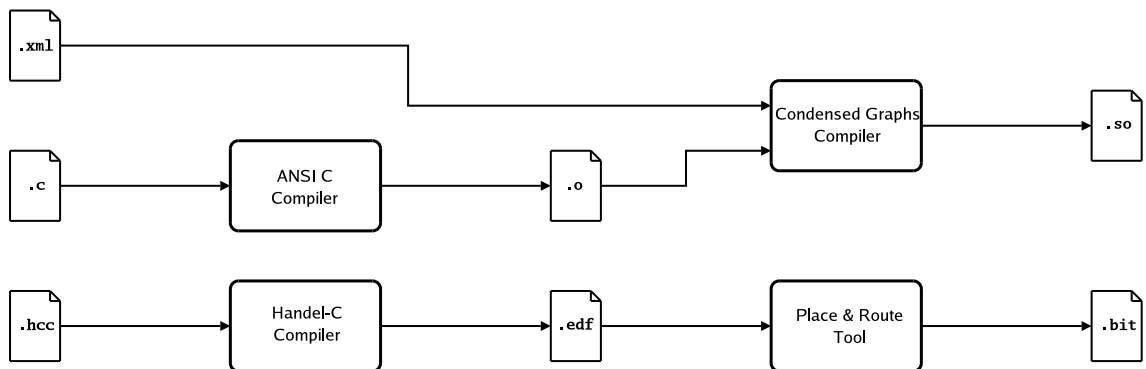 .xml
Condensed Graphs
Compiler
.so
.c
ANSI C
Compiler
.o
.hcc
Handel-C
Compiler
.edf
Place & Route
Tool
.bit